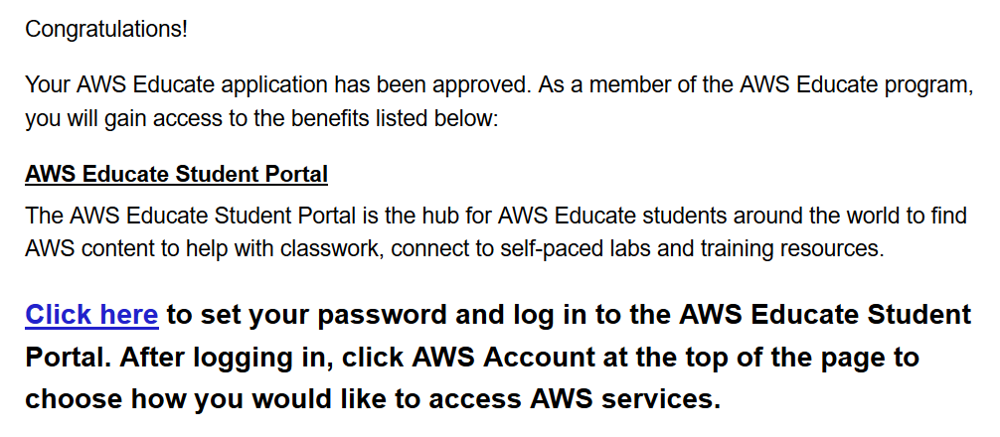 Congratulations!
Your AWS Educate application has been approved. As a member of the AWS Educate program,
you will gain access to the benefits listed below:
AWS Educate Student Portal
The AWS Educate Student Portal is the hub for AWS Educate students around the world to find
AWS content to help with classwork, connect to self-paced labs and training resources.
Click here to set your password and log in to the AWS Educate Student
Portal. After logging in, click AWS Account at the top of the page to
choose how you would like to access AWS services.